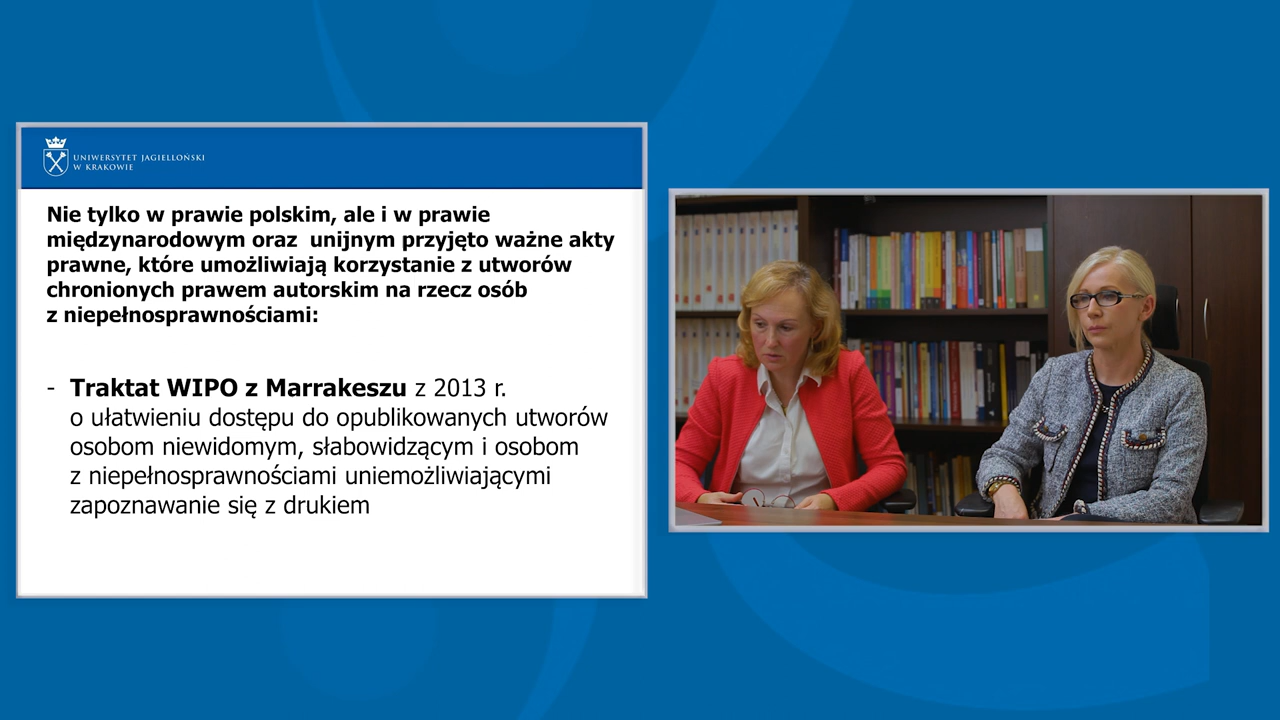 UNIWERSYTET JAGIELLOŃSKI
W KRAKOWIE
Nie tylko w prawie polskim, ale i w prawie
międzynarodowym oraz unijnym przyjęto ważne akty
prawne, które umożliwiają korzystanie z utworów
chronionych prawem autorskim na rzecz osób
z niepełnosprawnościami:
- Traktat WIPO z Marrakeszu z 2013 r.
o ułatwieniu dostępu do opublikowanych utworów
osobom niewidomym, słabowidzącym i osobom
z niepełnosprawnościami uniemożliwiającymi
zapoznawanie się z drukiem